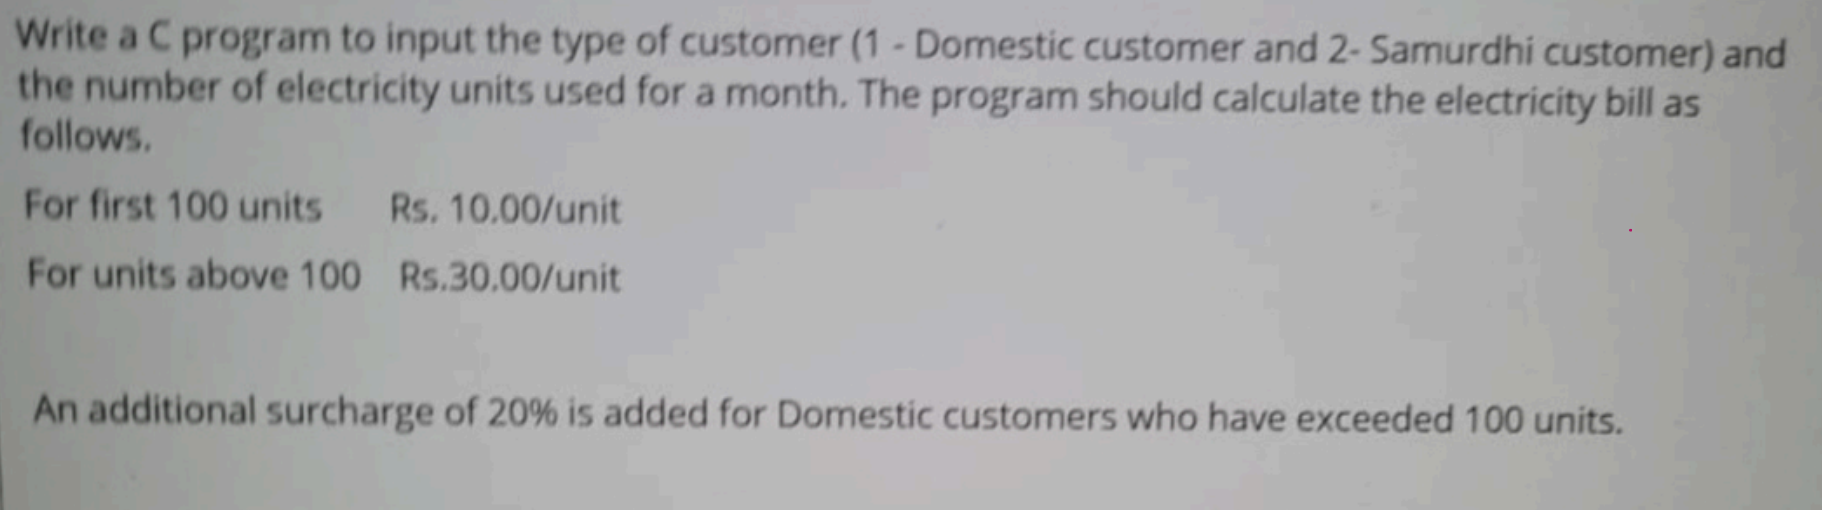 Write a C program to input the type of customer (1 - Domestic customer and 2- Samurdhi customer) and
the number of electricity units used for a month. The program should calculate the electricity bill as
follows.
For first 100 units Rs. 10.00/unit
For units above 100 Rs.30.00/unit
An additional surcharge of 20% is added for Domestic customers who have exceeded 100 units.